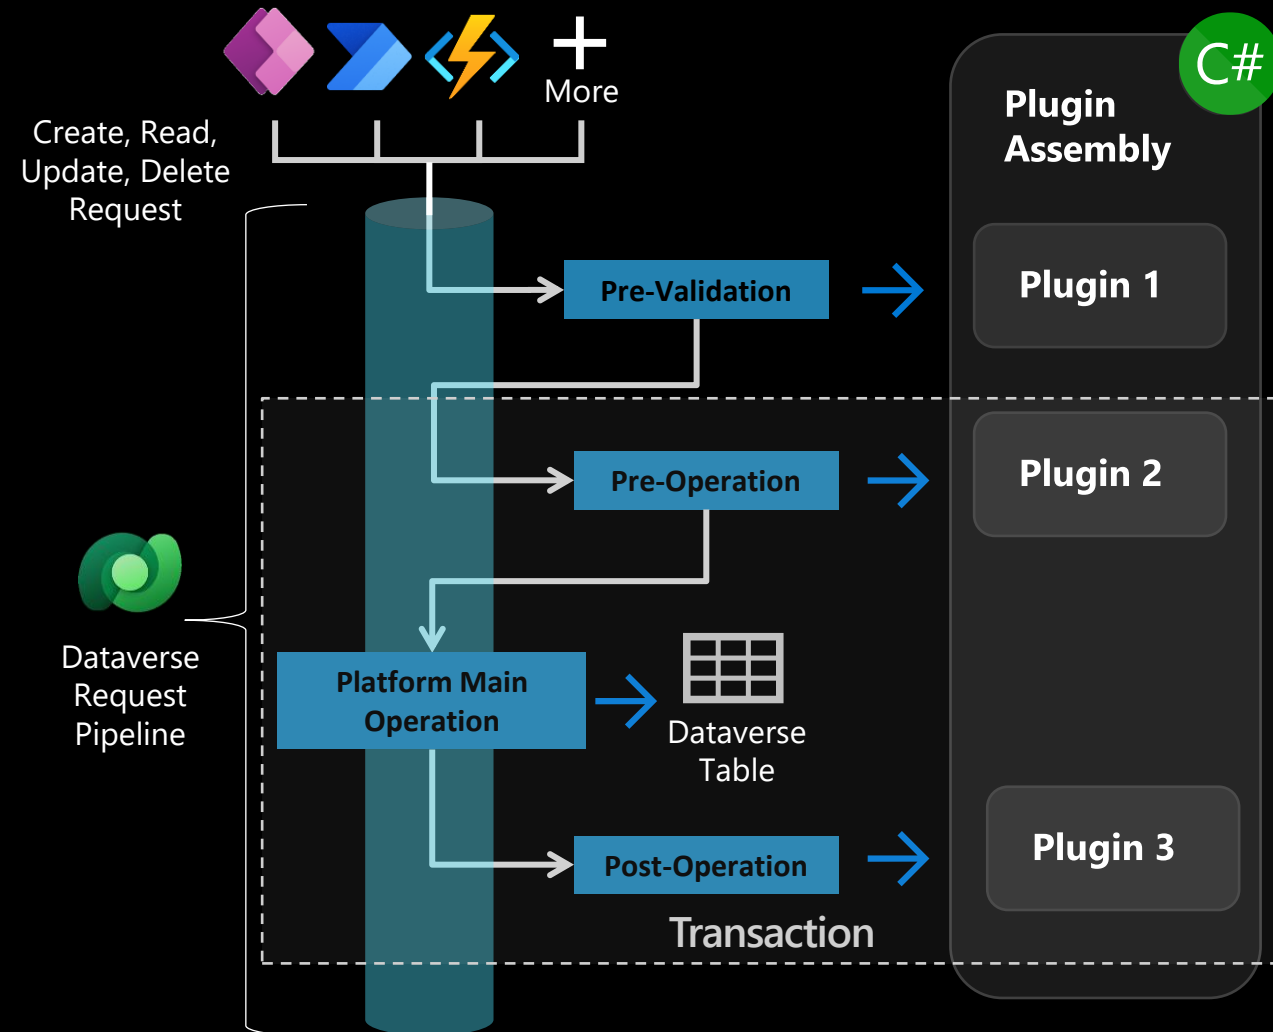 More
C#
Plugin
Assembly
Create, Read,
Update, Delete
Request
Pre-Validation
Plugin 1
Pre-Operation
Plugin 2
Dataverse
Request
Pipeline
Platform Main
Operation
Dataverse
Table
Post-Operation
Plugin 3
Transaction